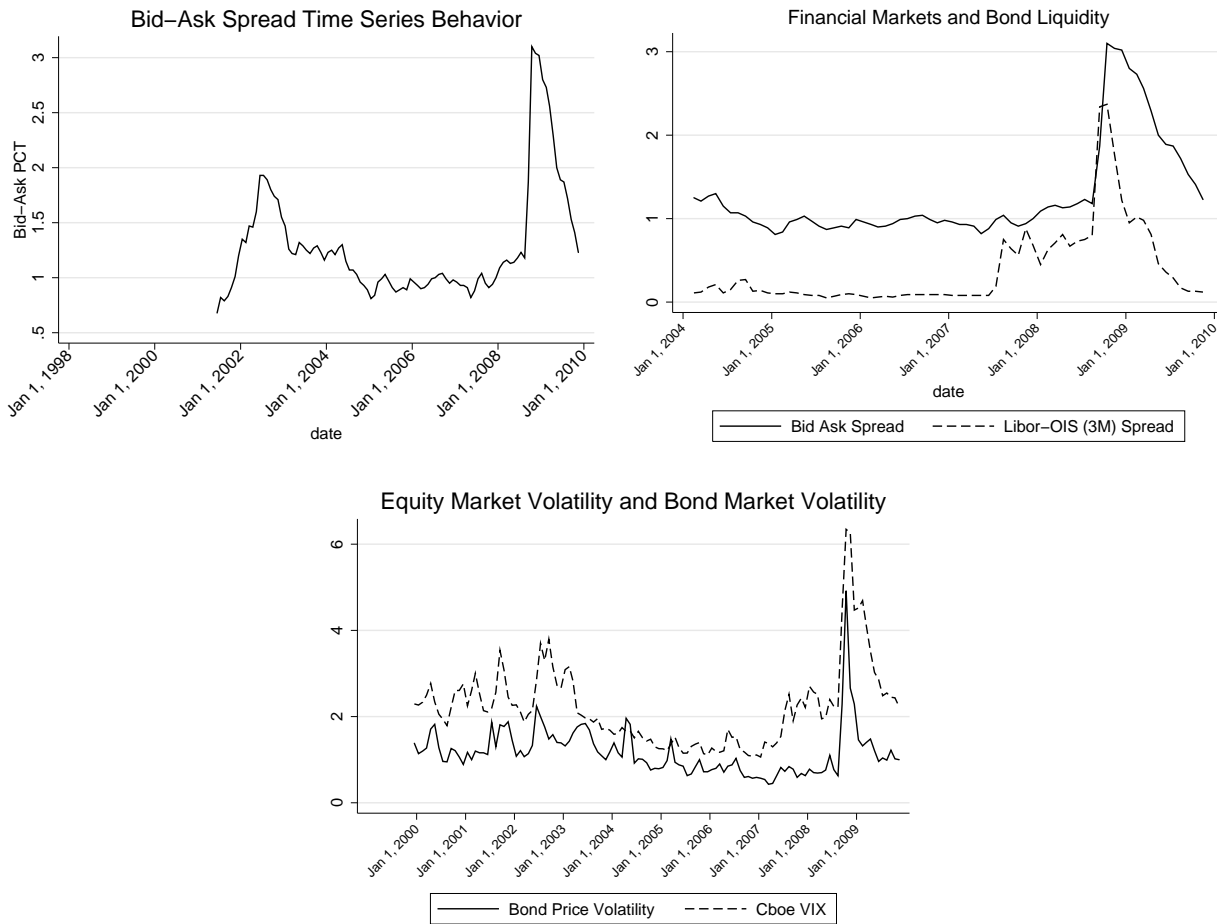 Bid−Ask Spread Time Series Behavior
Bid−Ask PCT
3
2.5
2
1.5
1
.5
Jan 1, 1998
Jan 1, 2000
Jan 1, 2002
Jan 1, 2004
Jan 1, 2006
Jan 1, 2008
Jan 1, 2010
date
Financial Markets and Bond Liquidity
3
2
1
0
Jan 1, 2004
Jan 1, 2005
Jan 1, 2006
Jan 1, 2007
Jan 1, 2008
Jan 1, 2009
Jan 1, 2010
date
Bid Ask Spread
Libor−OIS (3M) Spread
Equity Market Volatility and Bond Market Volatility
6
4
2
0
Jan 1, 2000
Jan 1, 2001
Jan 1, 2002
Jan 1, 2003
Jan 1, 2004
Jan 1, 2005
Jan 1, 2006
Jan 1, 2007
Jan 1, 2008
Jan 1, 2009
Bond Price Volatility
Cboe VIX